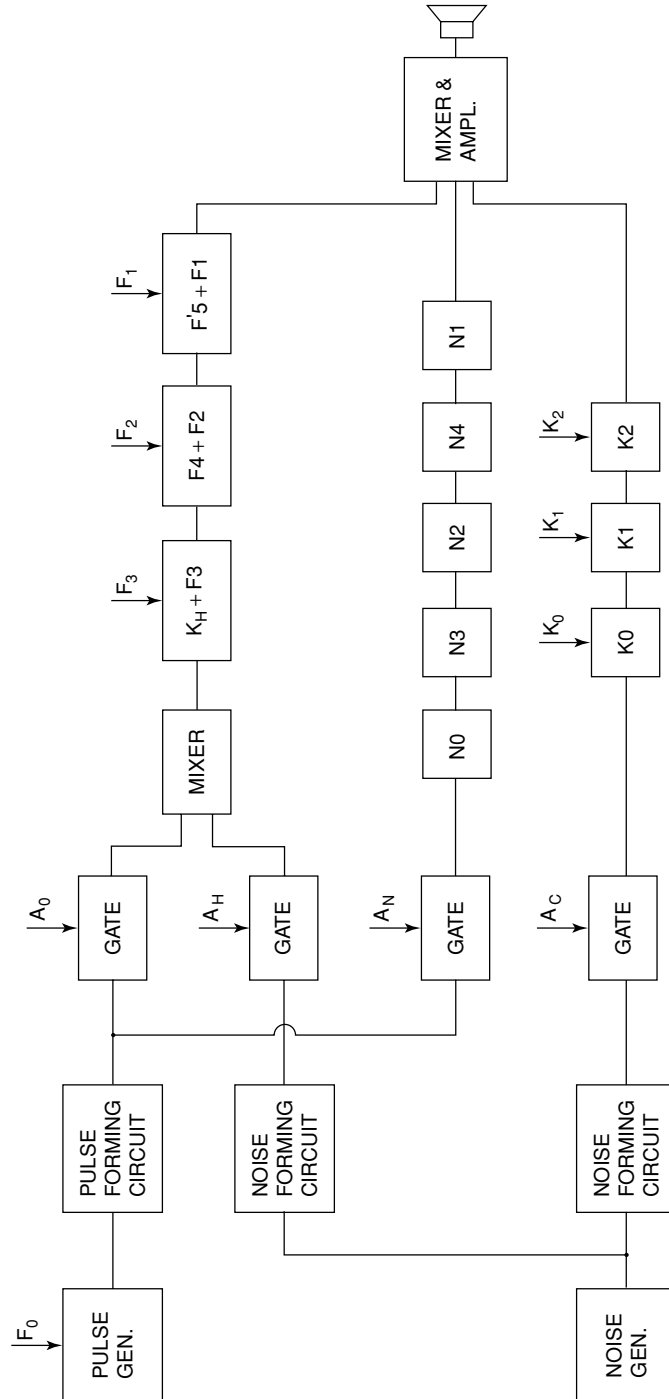 F₀
PULSE
GEN.
PULSE
FORMING
CIRCUIT
A₀
GATE
MIXER
F₃
K_H + F3
F₂
F4 + F2
F₁
F'5 + F1
NOISE
FORMING
CIRCUIT
A_H
GATE
A_N
GATE
N0
N3
N2
N4
N1
MIXER &
AMPL.
NOISE
GEN.
NOISE
FORMING
CIRCUIT
A_C
GATE
K₀
K0
K₁
K1
K₂
K2